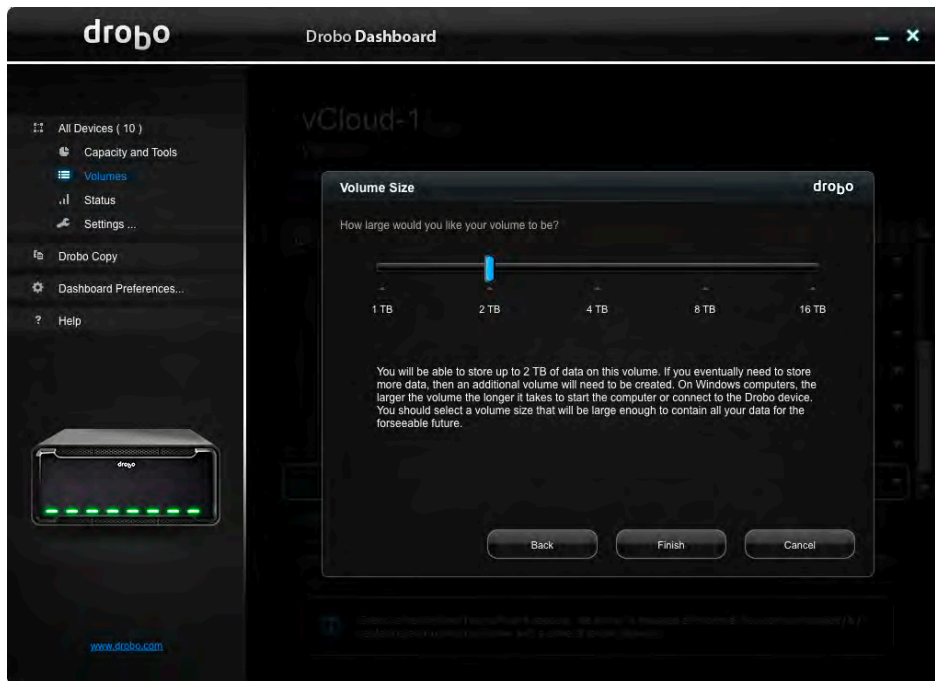 drobo
Drobo Dashboard
All Devices ( 10 )
Capacity and Tools
Volumes
Status
Settings ...
Drobo Copy
Dashboard Preferences...
? Help
www.drobo.com
drobo
vCloud-1
Volume Size
drobo
How large would you like your volume to be?
1 TB 2 TB 4 TB 8 TB 16 TB
You will be able to store up to 2 TB of data on this volume. If you eventually need to store
more data, then an additional volume will need to be created. On Windows computers, the
larger the volume the longer it takes to start the computer or connect to the Drobo device.
You should select a volume size that will be large enough to contain all your data for the
forseeable future.
Back Finish Cancel